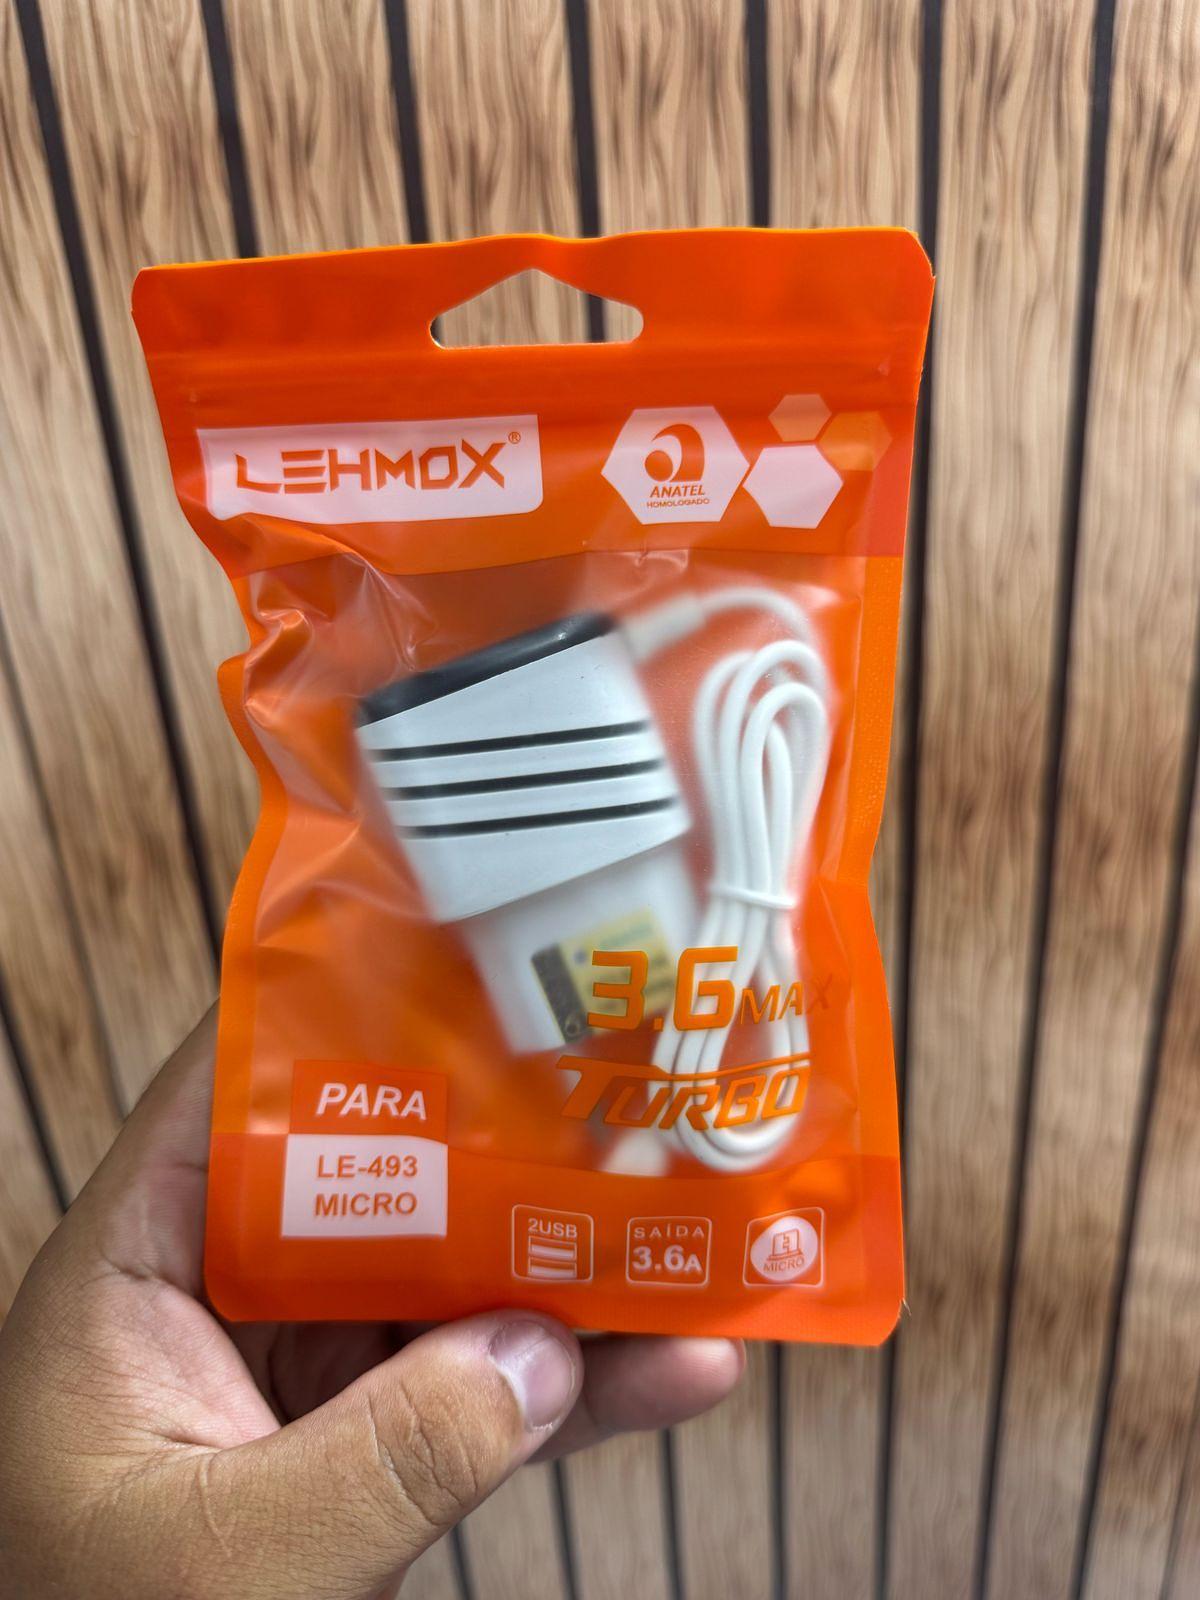 LEHMOX®
ANATEL
HOMOLOGADO
3.6MAX
TURBO
PARA
LE-493
MICRO
2USB
SAÍDA
3.6A
MICRO